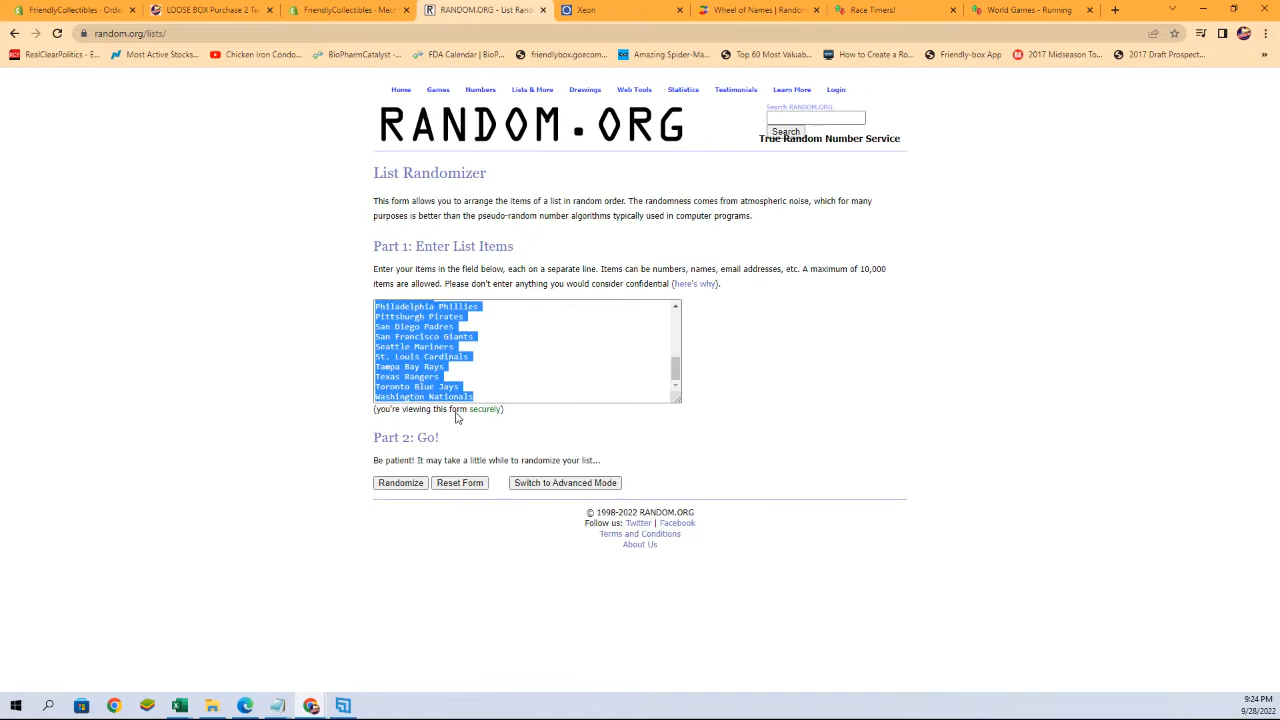 FriendlyCollectibles - Order:
LOOSE BOX Purchase 2 Te
FriendlyCollectibles - Mech
RANDOM.ORG - List Rand
Xeon
Wheel of Names | Random
Race Timers!
World Games - Running
random.org/lists/
RealClearPolitics - E...
Most Active Stocks...
Chicken Iron Condo...
BioPharmCatalyst -...
FDA Calendar | BioP...
friendlybox.goecom...
Amazing Spider-Ma...
Top 60 Most Valuab...
How to Create a Ro...
Friendly-box App
2017 Midseason To...
2017 Draft Prospect...
Home Games Numbers Lists & More Drawings Web Tools Statistics Testimonials Learn More Login
Search RANDOM.ORG
RANDOM.ORG
Search
True Random Number Service
List Randomizer
This form allows you to arrange the items of a list in random order. The randomness comes from atmospheric noise, which for many
purposes is better than the pseudo-random number algorithms typically used in computer programs.
Part 1: Enter List Items
Enter your items in the field below, each on a separate line. Items can be numbers, names, email addresses, etc. A maximum of 10,000
items are allowed. Please don't enter anything you would consider confidential (here's why).
Philadelphia Phillies
Pittsburgh Pirates
San Diego Padres
San Francisco Giants
Seattle Mariners
St. Louis Cardinals
Tampa Bay Rays
Texas Rangers
Toronto Blue Jays
Washington Nationals
(you're viewing this form securely)
Part 2: Go!
Be patient! It may take a little while to randomize your list...
Randomize Reset Form Switch to Advanced Mode
© 1998-2022 RANDOM.ORG
Follow us: Twitter | Facebook
Terms and Conditions
About Us
9:24 PM
9/28/2022